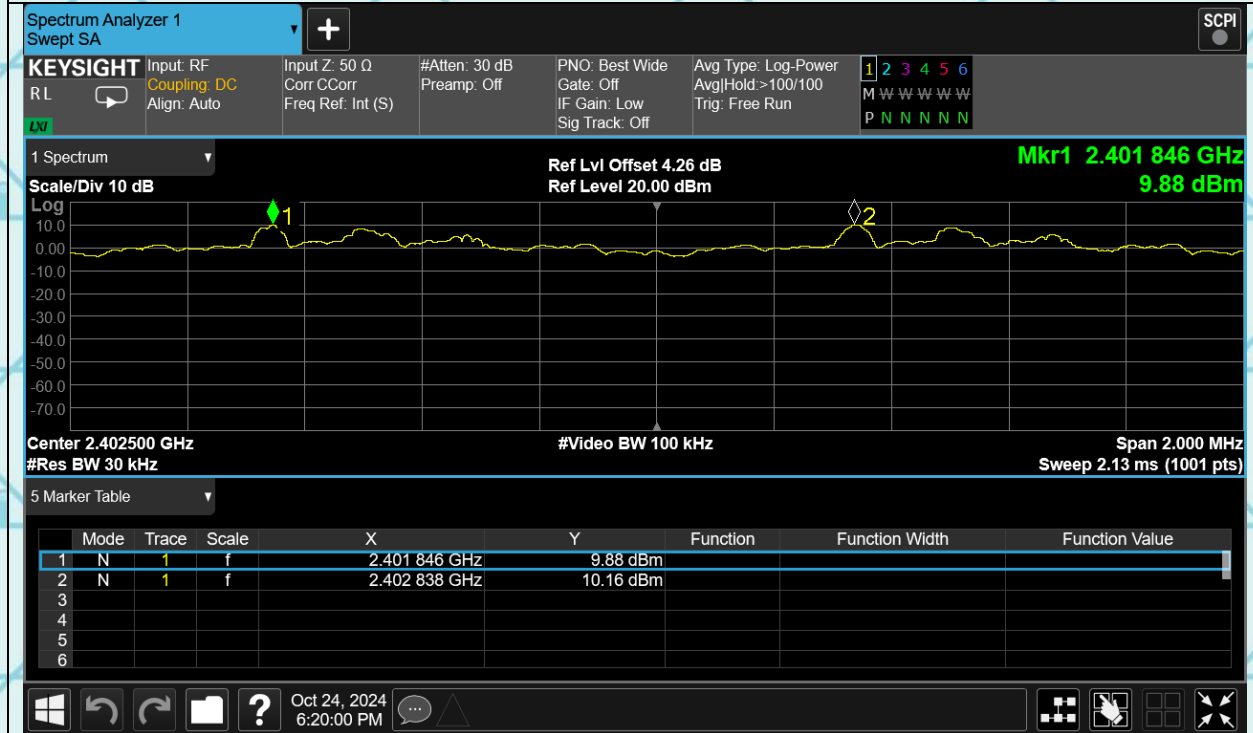 Spectrum Analyzer 1
Swept SA
+
SCPI
KEYSIGHT
R L
LXI
Input: RF
Coupling: DC
Align: Auto
Input Z: 50 Ω
Corr CCorr
Freq Ref: Int (S)
#Atten: 30 dB
Preamp: Off
PNO: Best Wide
Gate: Off
IF Gain: Low
Sig Track: Off
Avg Type: Log-Power
Avg|Hold:>100/100
Trig: Free Run
1 2 3 4 5 6
M W W W W W
P N N N N N
1 Spectrum
Scale/Div 10 dB
Ref Lvl Offset 4.26 dB
Ref Level 20.00 dBm
Mkr1 2.401 846 GHz
9.88 dBm
Log
10.0
0.00
-10.0
-20.0
-30.0
-40.0
-50.0
-60.0
-70.0
1
2
Center 2.402500 GHz
#Res BW 30 kHz
#Video BW 100 kHz
Span 2.000 MHz
Sweep 2.13 ms (1001 pts)
5 Marker Table
Mode Trace Scale X Y Function Function Width Function Value
1 N 1 f 2.401 846 GHz 9.88 dBm
2 N 1 f 2.402 838 GHz 10.16 dBm
3
4
5
6
?
Oct 24, 2024
6:20:00 PM